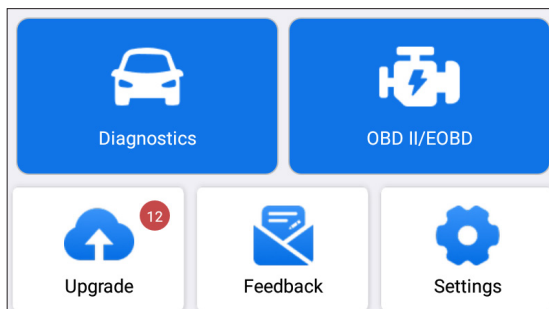 Diagnostics
OBD II/EOBD
12
Upgrade
Feedback
Settings